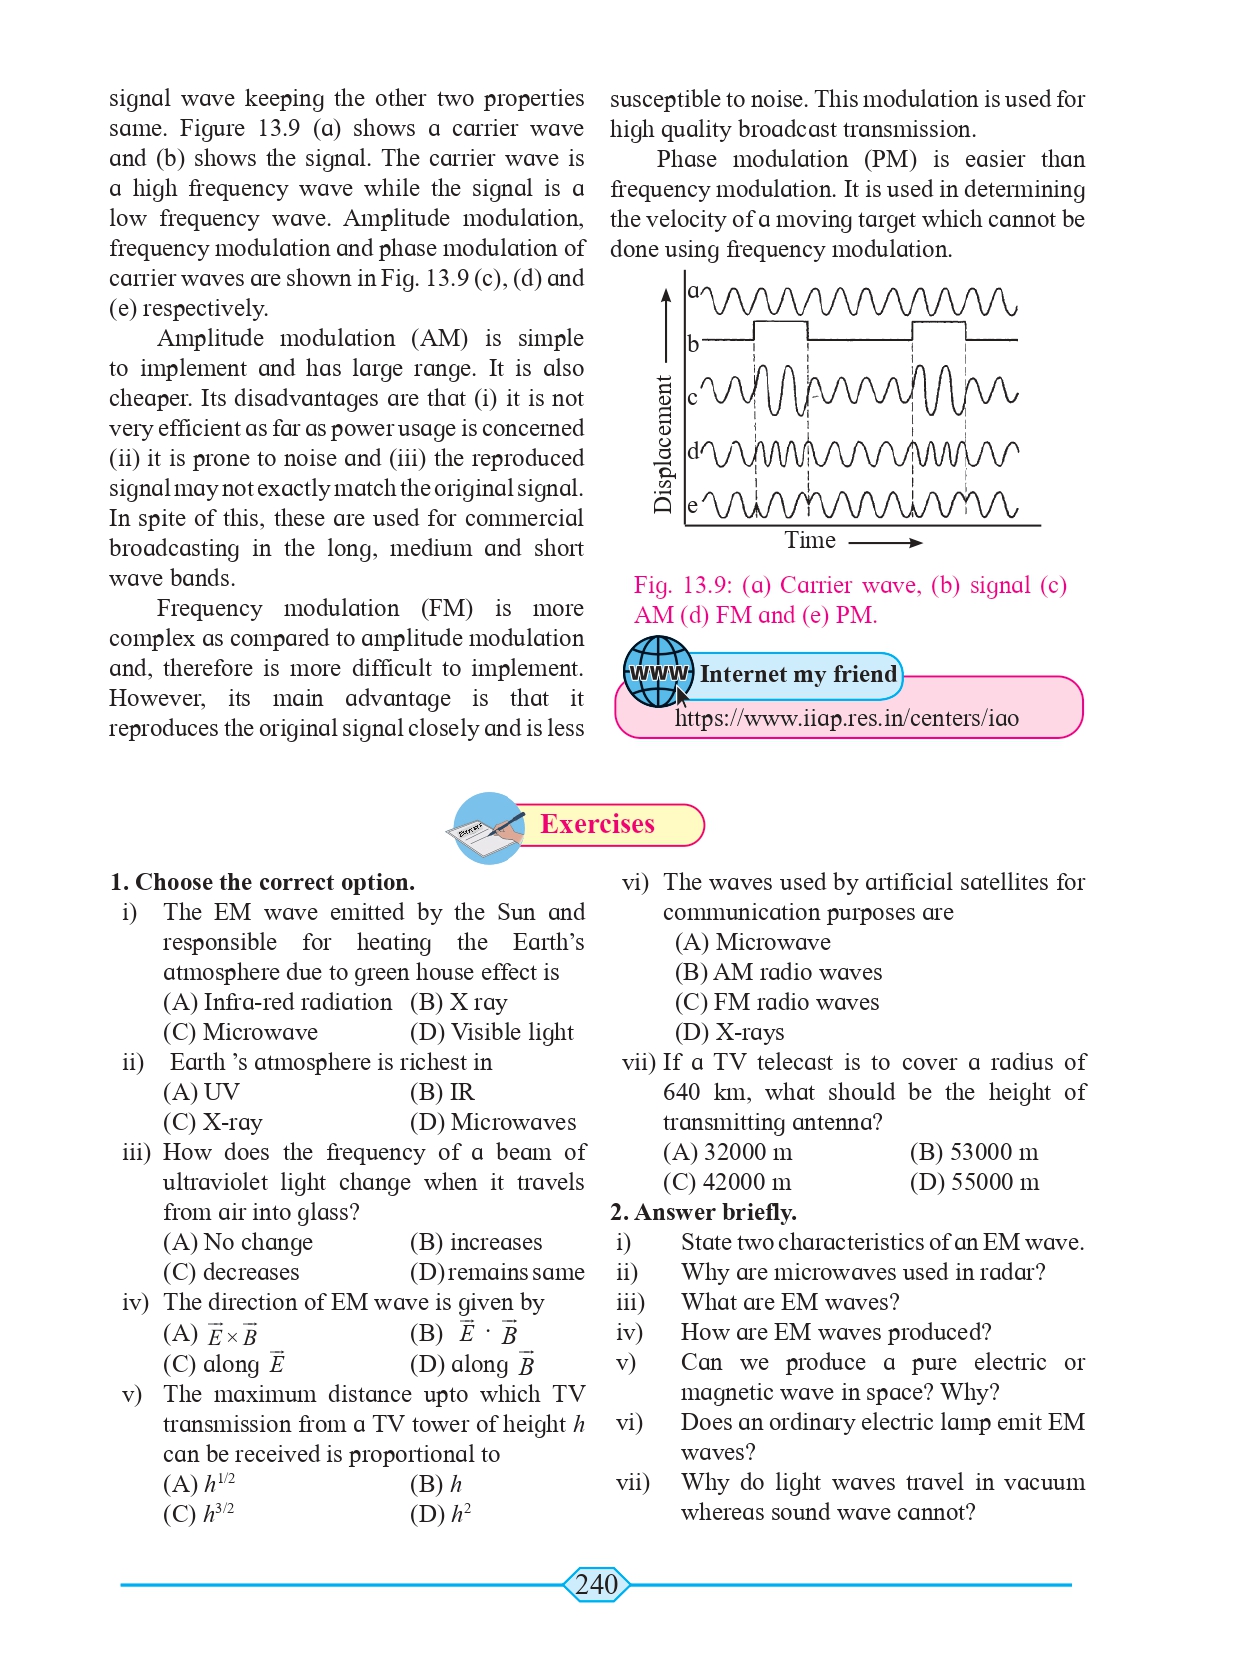 signal wave keeping the other two properties
same. Figure 13.9 (a) shows a carrier wave
and (b) shows the signal. The carrier wave is
a high frequency wave while the signal is a
low frequency wave. Amplitude modulation,
frequency modulation and phase modulation of
carrier waves are shown in Fig. 13.9 (c), (d) and
(e) respectively.
Amplitude modulation (AM) is simple
to implement and has large range. It is also
cheaper. Its disadvantages are that (i) it is not
very efficient as far as power usage is concerned
(ii) it is prone to noise and (iii) the reproduced
signal may not exactly match the original signal.
In spite of this, these are used for commercial
broadcasting in the long, medium and short
wave bands.
Frequency modulation (FM) is more
complex as compared to amplitude modulation
and, therefore is more difficult to implement.
However, its main advantage is that it
reproduces the original signal closely and is less
susceptible to noise. This modulation is used for
high quality broadcast transmission.
Phase modulation (PM) is easier than
frequency modulation. It is used in determining
the velocity of a moving target which cannot be
done using frequency modulation.
a
b
c
d
e
Displacement
Time
Fig. 13.9: (a) Carrier wave, (b) signal (c)
AM (d) FM and (e) PM.
www Internet my friend
https://www.iiap.res.in/centers/iao
Exercises
1. Choose the correct option.
i) The EM wave emitted by the Sun and
responsible for heating the Earth’s
atmosphere due to green house effect is
(A) Infra-red radiation (B) X ray
(C) Microwave (D) Visible light
ii) Earth ’s atmosphere is richest in
(A) UV (B) IR
(C) X-ray (D) Microwaves
iii) How does the frequency of a beam of
ultraviolet light change when it travels
from air into glass?
(A) No change (B) increases
(C) decreases (D) remains same
iv) The direction of EM wave is given by
(A) E⃗ × B⃗ (B) E⃗ · B⃗
(C) along E⃗ (D) along B⃗
v) The maximum distance upto which TV
transmission from a TV tower of height h
can be received is proportional to
(A) h^1/2 (B) h
(C) h^3/2 (D) h²
vi) The waves used by artificial satellites for
communication purposes are
(A) Microwave
(B) AM radio waves
(C) FM radio waves
(D) X-rays
vii) If a TV telecast is to cover a radius of
640 km, what should be the height of
transmitting antenna?
(A) 32000 m (B) 53000 m
(C) 42000 m (D) 55000 m
2. Answer briefly.
i) State two characteristics of an EM wave.
ii) Why are microwaves used in radar?
iii) What are EM waves?
iv) How are EM waves produced?
v) Can we produce a pure electric or
magnetic wave in space? Why?
vi) Does an ordinary electric lamp emit EM
waves?
vii) Why do light waves travel in vacuum
whereas sound wave cannot?
240